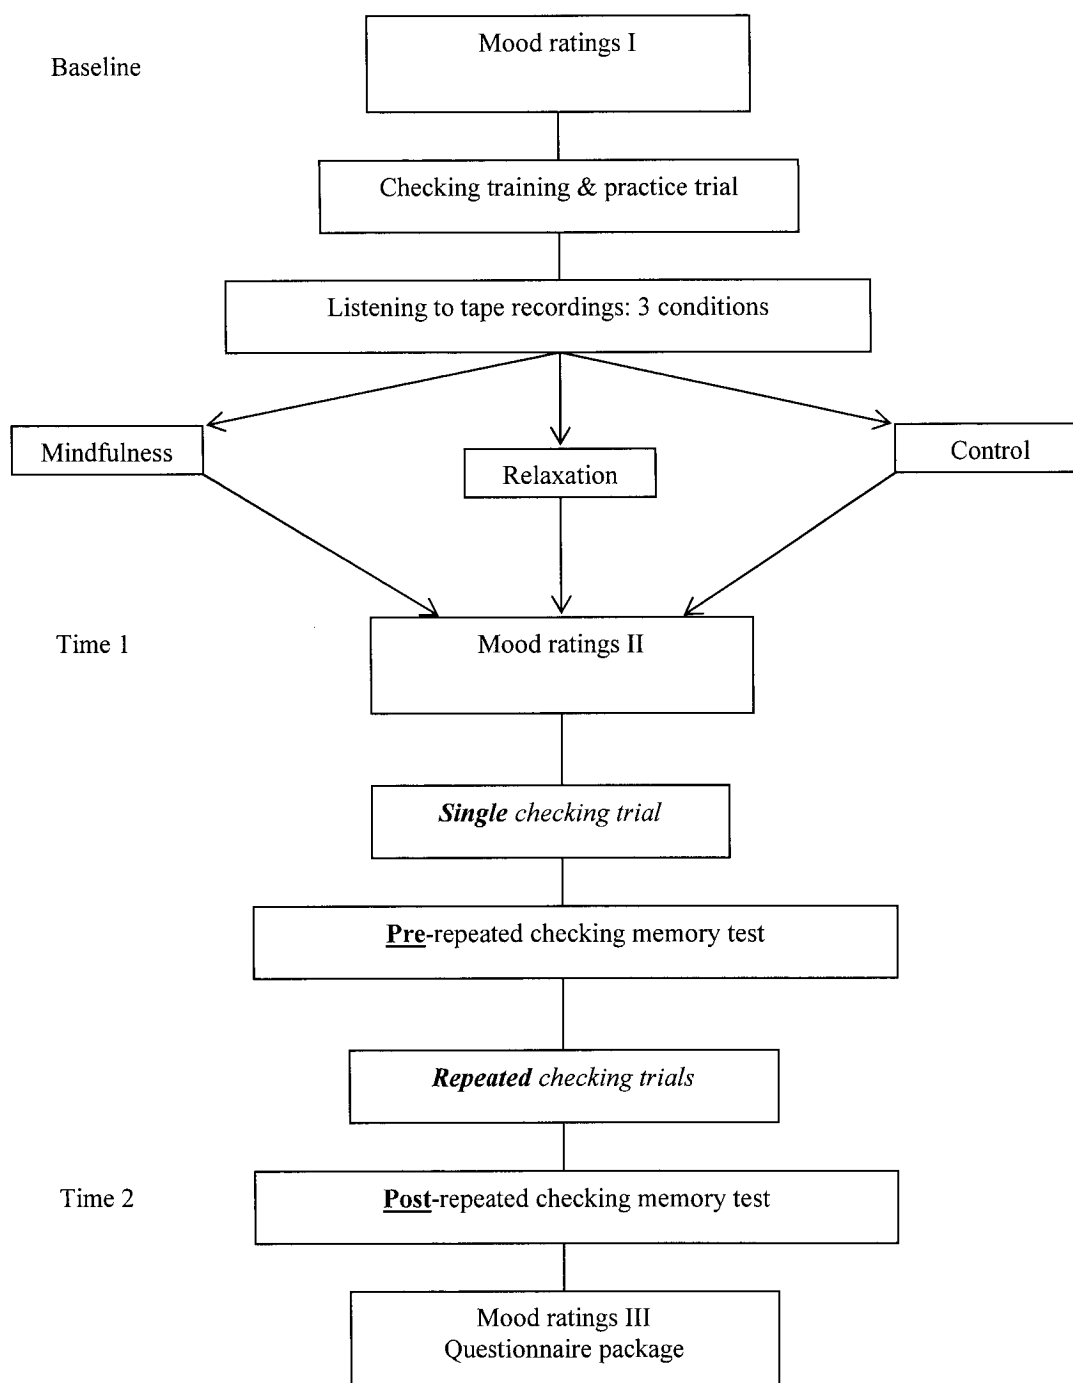 Mood ratings I
Baseline
Checking training & practice trial
Listening to tape recordings: 3 conditions
Mindfulness
Relaxation
Control
Time 1
Mood ratings II
Single checking trial
Pre-repeated checking memory test
Repeated checking trials
Time 2
Post-repeated checking memory test
Mood ratings III
Questionnaire package